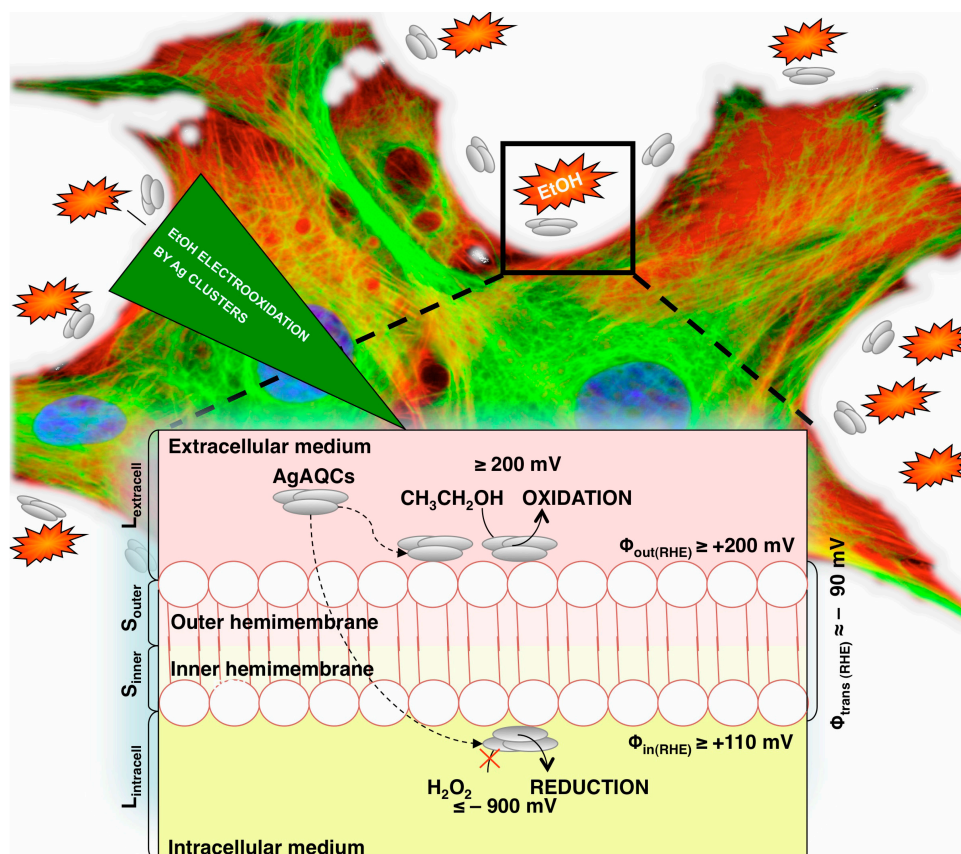 EtOH
EtOH ELECTROOXIDATION
BY Ag CLUSTERS
Extracellular medium
AgAQCs
≥ 200 mV
CH₃CH₂OH OXIDATION
Φout(RHE) ≥ +200 mV
Lextracell
Souter
Outer hemimembrane
Sinner
Inner hemimembrane
Φtrans (RHE) ≈ – 90 mV
Φin(RHE) ≥ +110 mV
Lintracell
H₂O₂ REDUCTION
≤ – 900 mV
Intracellular medium